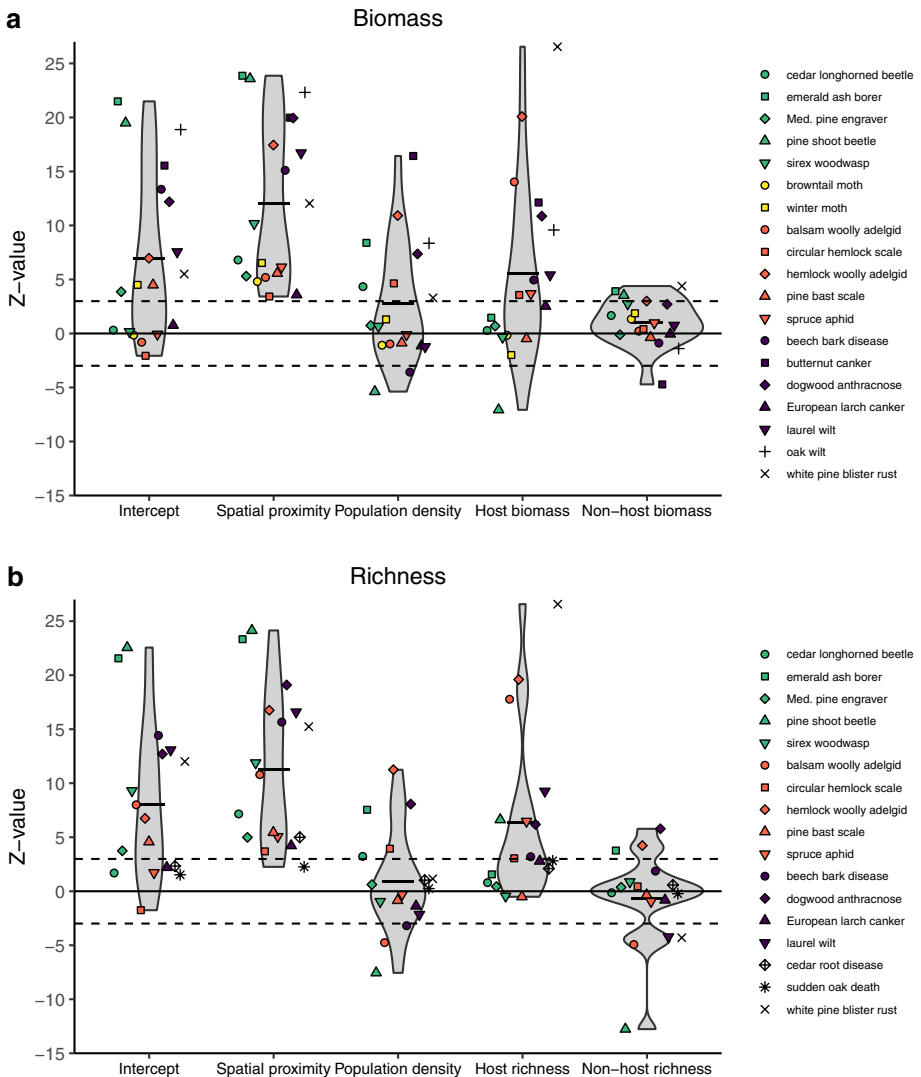 a
Biomass
Z−value
25
20
15
10
5
0
−5
−10
−15
Intercept
Spatial proximity
Population density
Host biomass
Non−host biomass
cedar longhorned beetle
emerald ash borer
Med. pine engraver
pine shoot beetle
sirex woodwasp
browntail moth
winter moth
balsam woolly adelgid
circular hemlock scale
hemlock woolly adelgid
pine bast scale
spruce aphid
beech bark disease
butternut canker
dogwood anthracnose
European larch canker
laurel wilt
oak wilt
white pine blister rust
b
Richness
Z−value
25
20
15
10
5
0
−5
−10
−15
Intercept
Spatial proximity
Population density
Host richness
Non−host richness
cedar longhorned beetle
emerald ash borer
Med. pine engraver
pine shoot beetle
sirex woodwasp
balsam woolly adelgid
circular hemlock scale
hemlock woolly adelgid
pine bast scale
spruce aphid
beech bark disease
dogwood anthracnose
European larch canker
laurel wilt
cedar root disease
sudden oak death
white pine blister rust